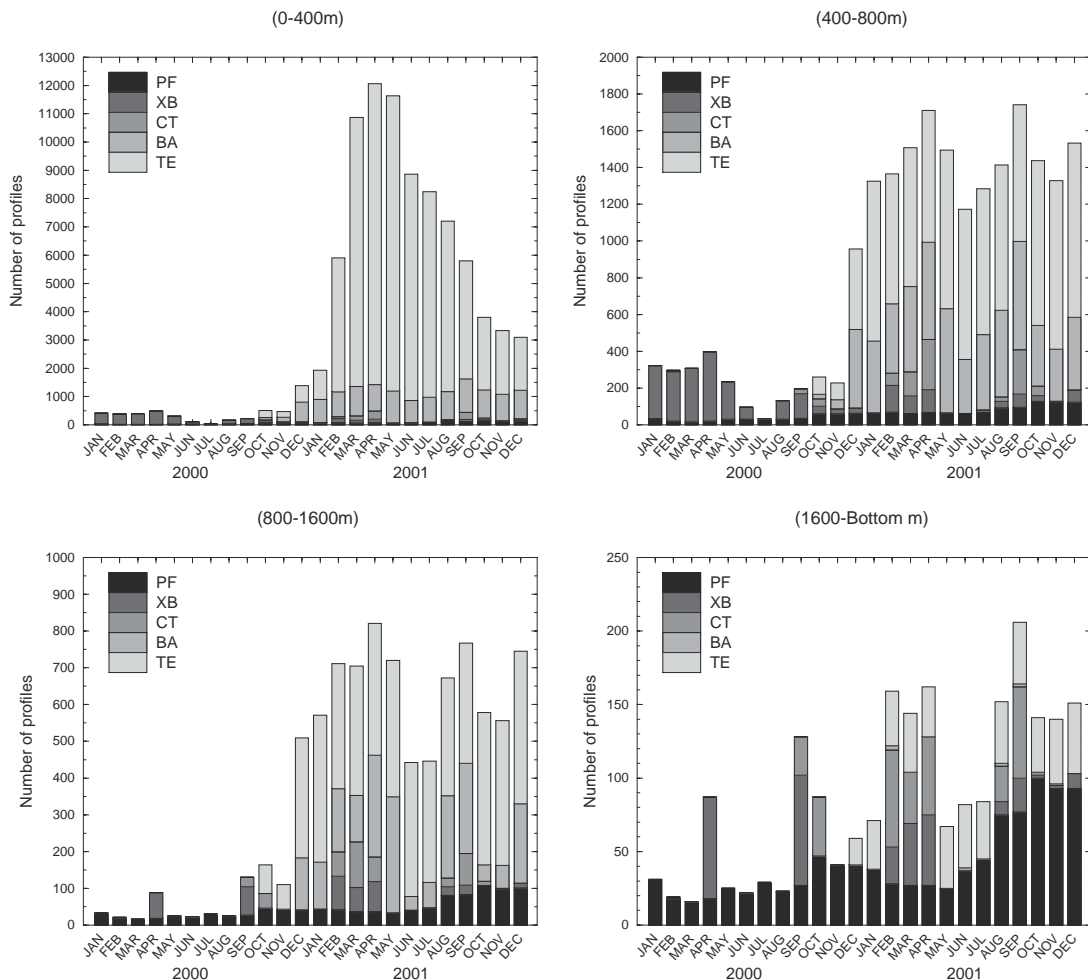 (0-400m)
13000
12000
11000
10000
9000
8000
7000
6000
5000
4000
3000
2000
1000
0
Number of profiles
PF
XB
CT
BA
TE
JAN FEB MAR APR MAY JUN JUL AUG SEP OCT NOV DEC JAN FEB MAR APR MAY JUN JUL AUG SEP OCT NOV DEC
2000 2001
(400-800m)
2000
1800
1600
1400
1200
1000
800
600
400
200
0
Number of profiles
PF
XB
CT
BA
TE
JAN FEB MAR APR MAY JUN JUL AUG SEP OCT NOV DEC JAN FEB MAR APR MAY JUN JUL AUG SEP OCT NOV DEC
2000 2001
(800-1600m)
1000
900
800
700
600
500
400
300
200
100
0
Number of profiles
PF
XB
CT
BA
TE
JAN FEB MAR APR MAY JUN JUL AUG SEP OCT NOV DEC JAN FEB MAR APR MAY JUN JUL AUG SEP OCT NOV DEC
2000 2001
(1600-Bottom m)
250
200
150
100
50
0
Number of profiles
PF
XB
CT
BA
TE
JAN FEB MAR APR MAY JUN JUL AUG SEP OCT NOV DEC JAN FEB MAR APR MAY JUN JUL AUG SEP OCT NOV DEC
2000 2001